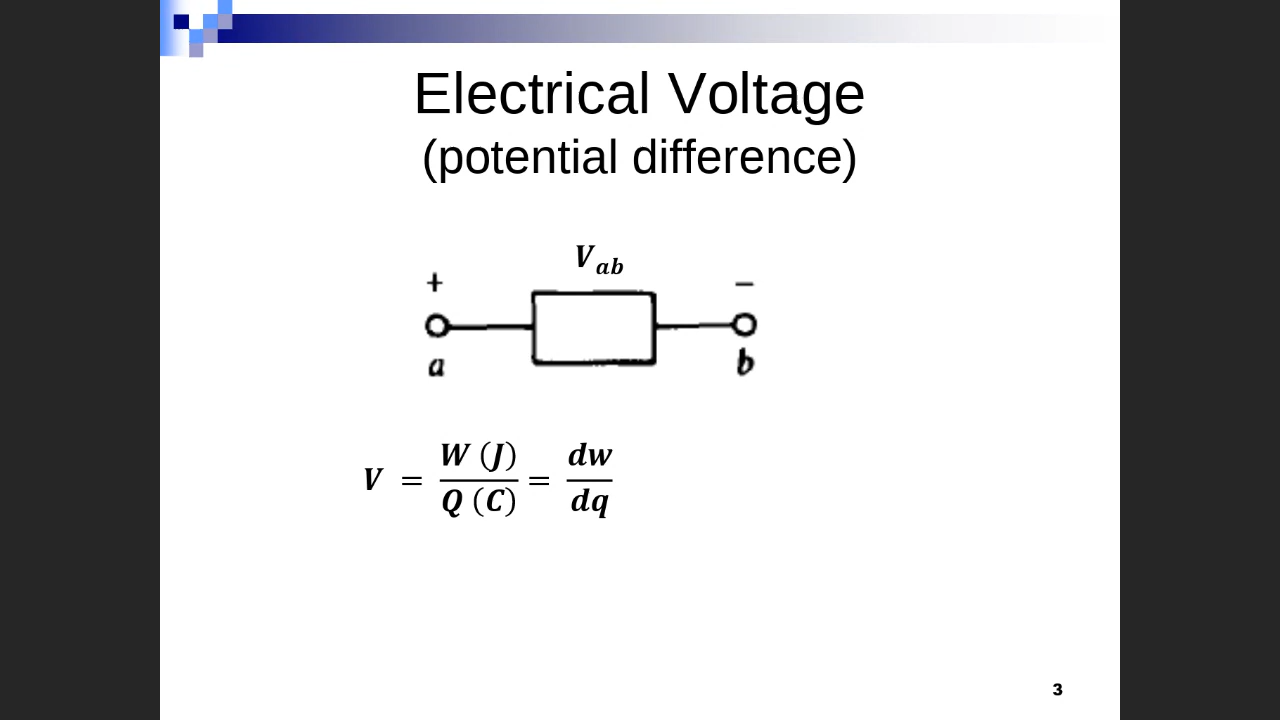 Electrical Voltage
(potential difference)
V_ab
+ −
a b
V = W (J) / Q (C) = dw / dq
3